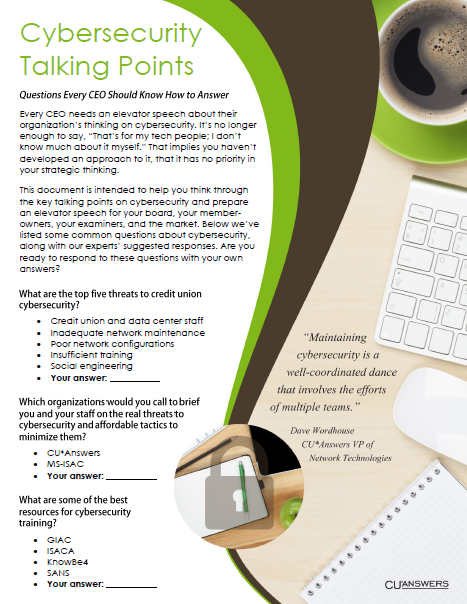 Cybersecurity
Talking Points
Questions Every CEO Should Know How to Answer
Every CEO needs an elevator speech about their
organization's thinking on cybersecurity. It's no longer
enough to say, "That's for my tech people; I don't
know much about it myself." That implies you haven't
developed an approach to it, that it has no priority in
your strategic thinking.
This document is intended to help you think through
the key talking points on cybersecurity and prepare
an elevator speech for your board, your member-
owners, your examiners, and the market. Below we've
listed some common questions about cybersecurity,
along with our experts' suggested responses. Are you
ready to respond to these questions with your own
answers?
What are the top five threats to credit union
cybersecurity?
• Credit union and data center staff
• Inadequate network maintenance
• Poor network configurations
• Insufficient training
• Social engineering
• Your answer: __________
Which organizations would you call to brief
you and your staff on the real threats to
cybersecurity and affordable tactics to
minimize them?
• CU*Answers
• MS-ISAC
• Your answer: __________
What are some of the best
resources for cybersecurity
training?
• GIAC
• ISACA
• KnowBe4
• SANS
• Your answer: __________
"Maintaining
cybersecurity is a
well-coordinated dance
that involves the efforts
of multiple teams."
Dave Wordhouse
CU*Answers VP of
Network Technologies
CU*ANSWERS